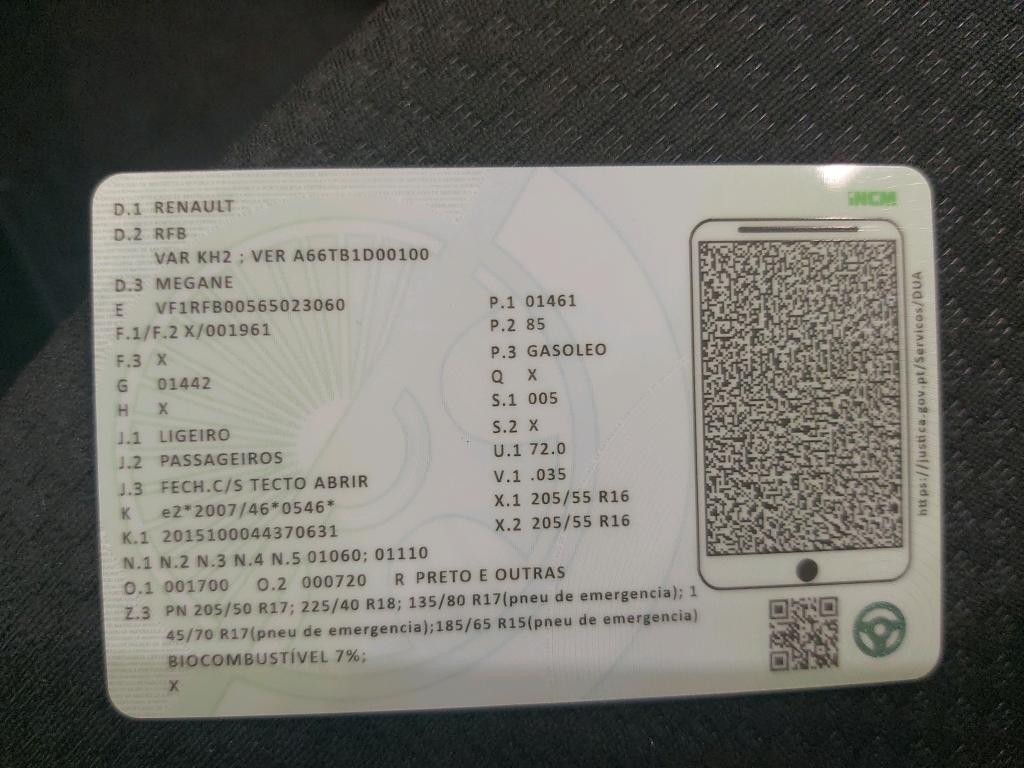 iNCM
D.1 RENAULT
D.2 RFB
VAR KH2 ; VER A66TB1D00100
D.3 MEGANE
E VF1RFB00565023060
F.1/F.2 X/001961
F.3 X
G 01442
H X
J.1 LIGEIRO
J.2 PASSAGEIROS
J.3 FECH.C/S TECTO ABRIR
K e2*2007/46*0546*
K.1 2015100044370631
P.1 01461
P.2 85
P.3 GASOLEO
Q X
S.1 005
S.2 X
U.1 72.0
V.1 .035
X.1 205/55 R16
X.2 205/55 R16
N.1 N.2 N.3 N.4 N.5 01060; 01110
O.1 001700 O.2 000720 R PRETO E OUTRAS
Z.3 PN 205/50 R17; 225/40 R18; 135/80 R17(pneu de emergencia); 1
45/70 R17(pneu de emergencia);185/65 R15(pneu de emergencia)
BIOCOMBUSTÍVEL 7%;
X
https://justica.gov.pt/Servicos/DUA